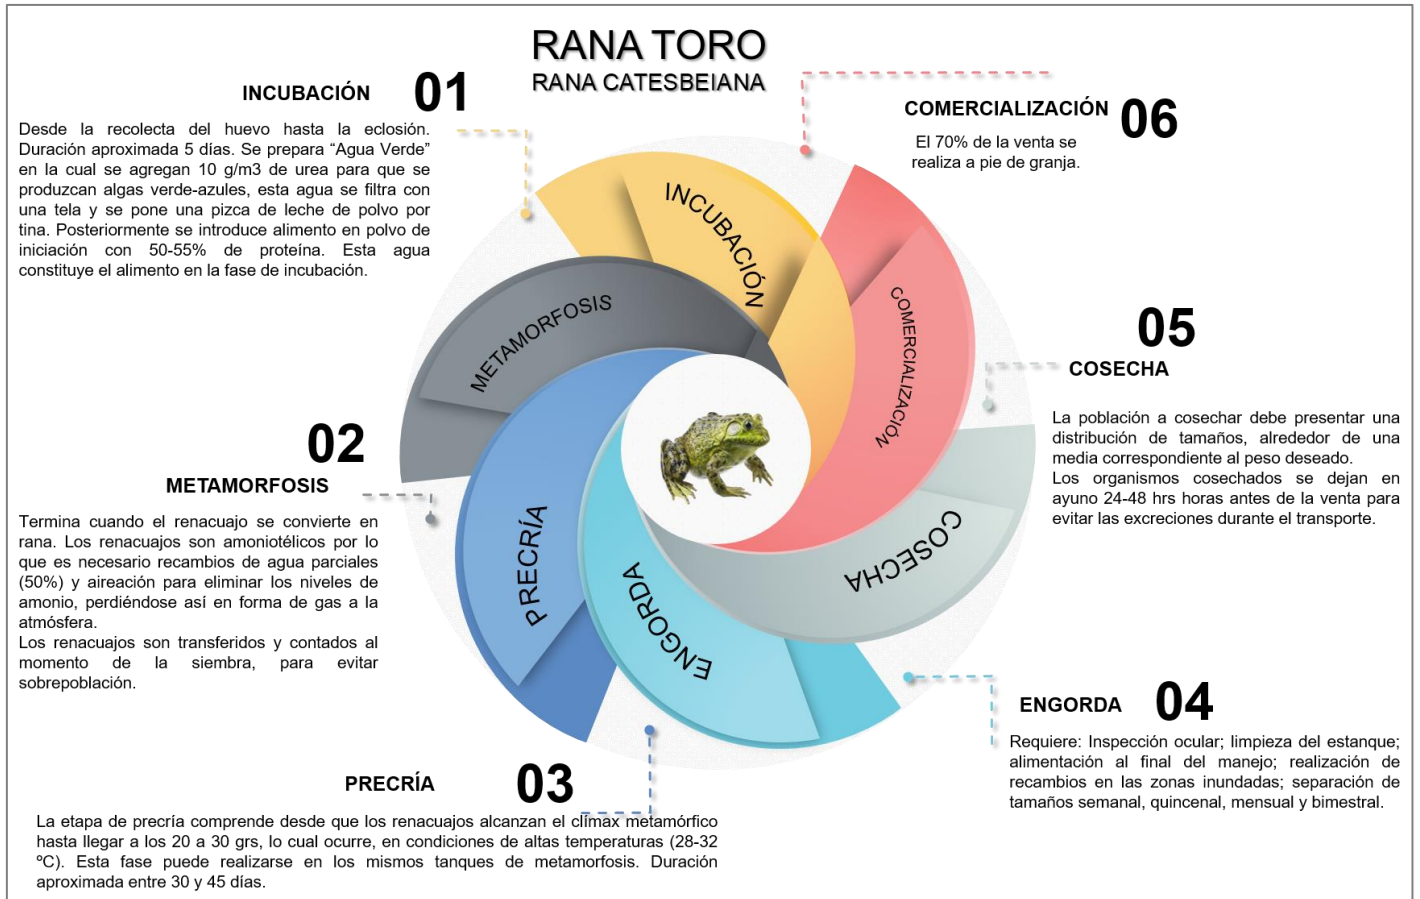 RANA TORO
RANA CATESBEIANA
INCUBACIÓN 01
Desde la recolecta del huevo hasta la eclosión.
Duración aproximada 5 días. Se prepara “Agua Verde”
en la cual se agregan 10 g/m3 de urea para que se
produzcan algas verde-azules, esta agua se filtra con
una tela y se pone una pizca de leche de polvo por
tina. Posteriormente se introduce alimento en polvo de
iniciación con 50-55% de proteína. Esta agua
constituye el alimento en la fase de incubación.
02
METAMORFOSIS
Termina cuando el renacuajo se convierte en
rana. Los renacuajos son amoniotélicos por lo
que es necesario recambios de agua parciales
(50%) y aireación para eliminar los niveles de
amonio, perdiéndose así en forma de gas a la
atmósfera.
Los renacuajos son transferidos y contados al
momento de la siembra, para evitar
sobrepoblación.
PRECRÍA 03
La etapa de precría comprende desde que los renacuajos alcanzan el clímax metamórfico
hasta llegar a los 20 a 30 grs, lo cual ocurre, en condiciones de altas temperaturas (28-32
ºC). Esta fase puede realizarse en los mismos tanques de metamorfosis. Duración
aproximada entre 30 y 45 días.
ENGORDA 04
Requiere: Inspección ocular; limpieza del estanque;
alimentación al final del manejo; realización de
recambios en las zonas inundadas; separación de
tamaños semanal, quincenal, mensual y bimestral.
05
COSECHA
La población a cosechar debe presentar una
distribución de tamaños, alrededor de una
media correspondiente al peso deseado.
Los organismos cosechados se dejan en
ayuno 24-48 hrs horas antes de la venta para
evitar las excreciones durante el transporte.
COMERCIALIZACIÓN 06
El 70% de la venta se
realiza a pie de granja.
INCUBACIÓN
METAMORFOSIS
PRECRÍA
ENGORDA
COSECHA
COMERCIALIZACIÓN